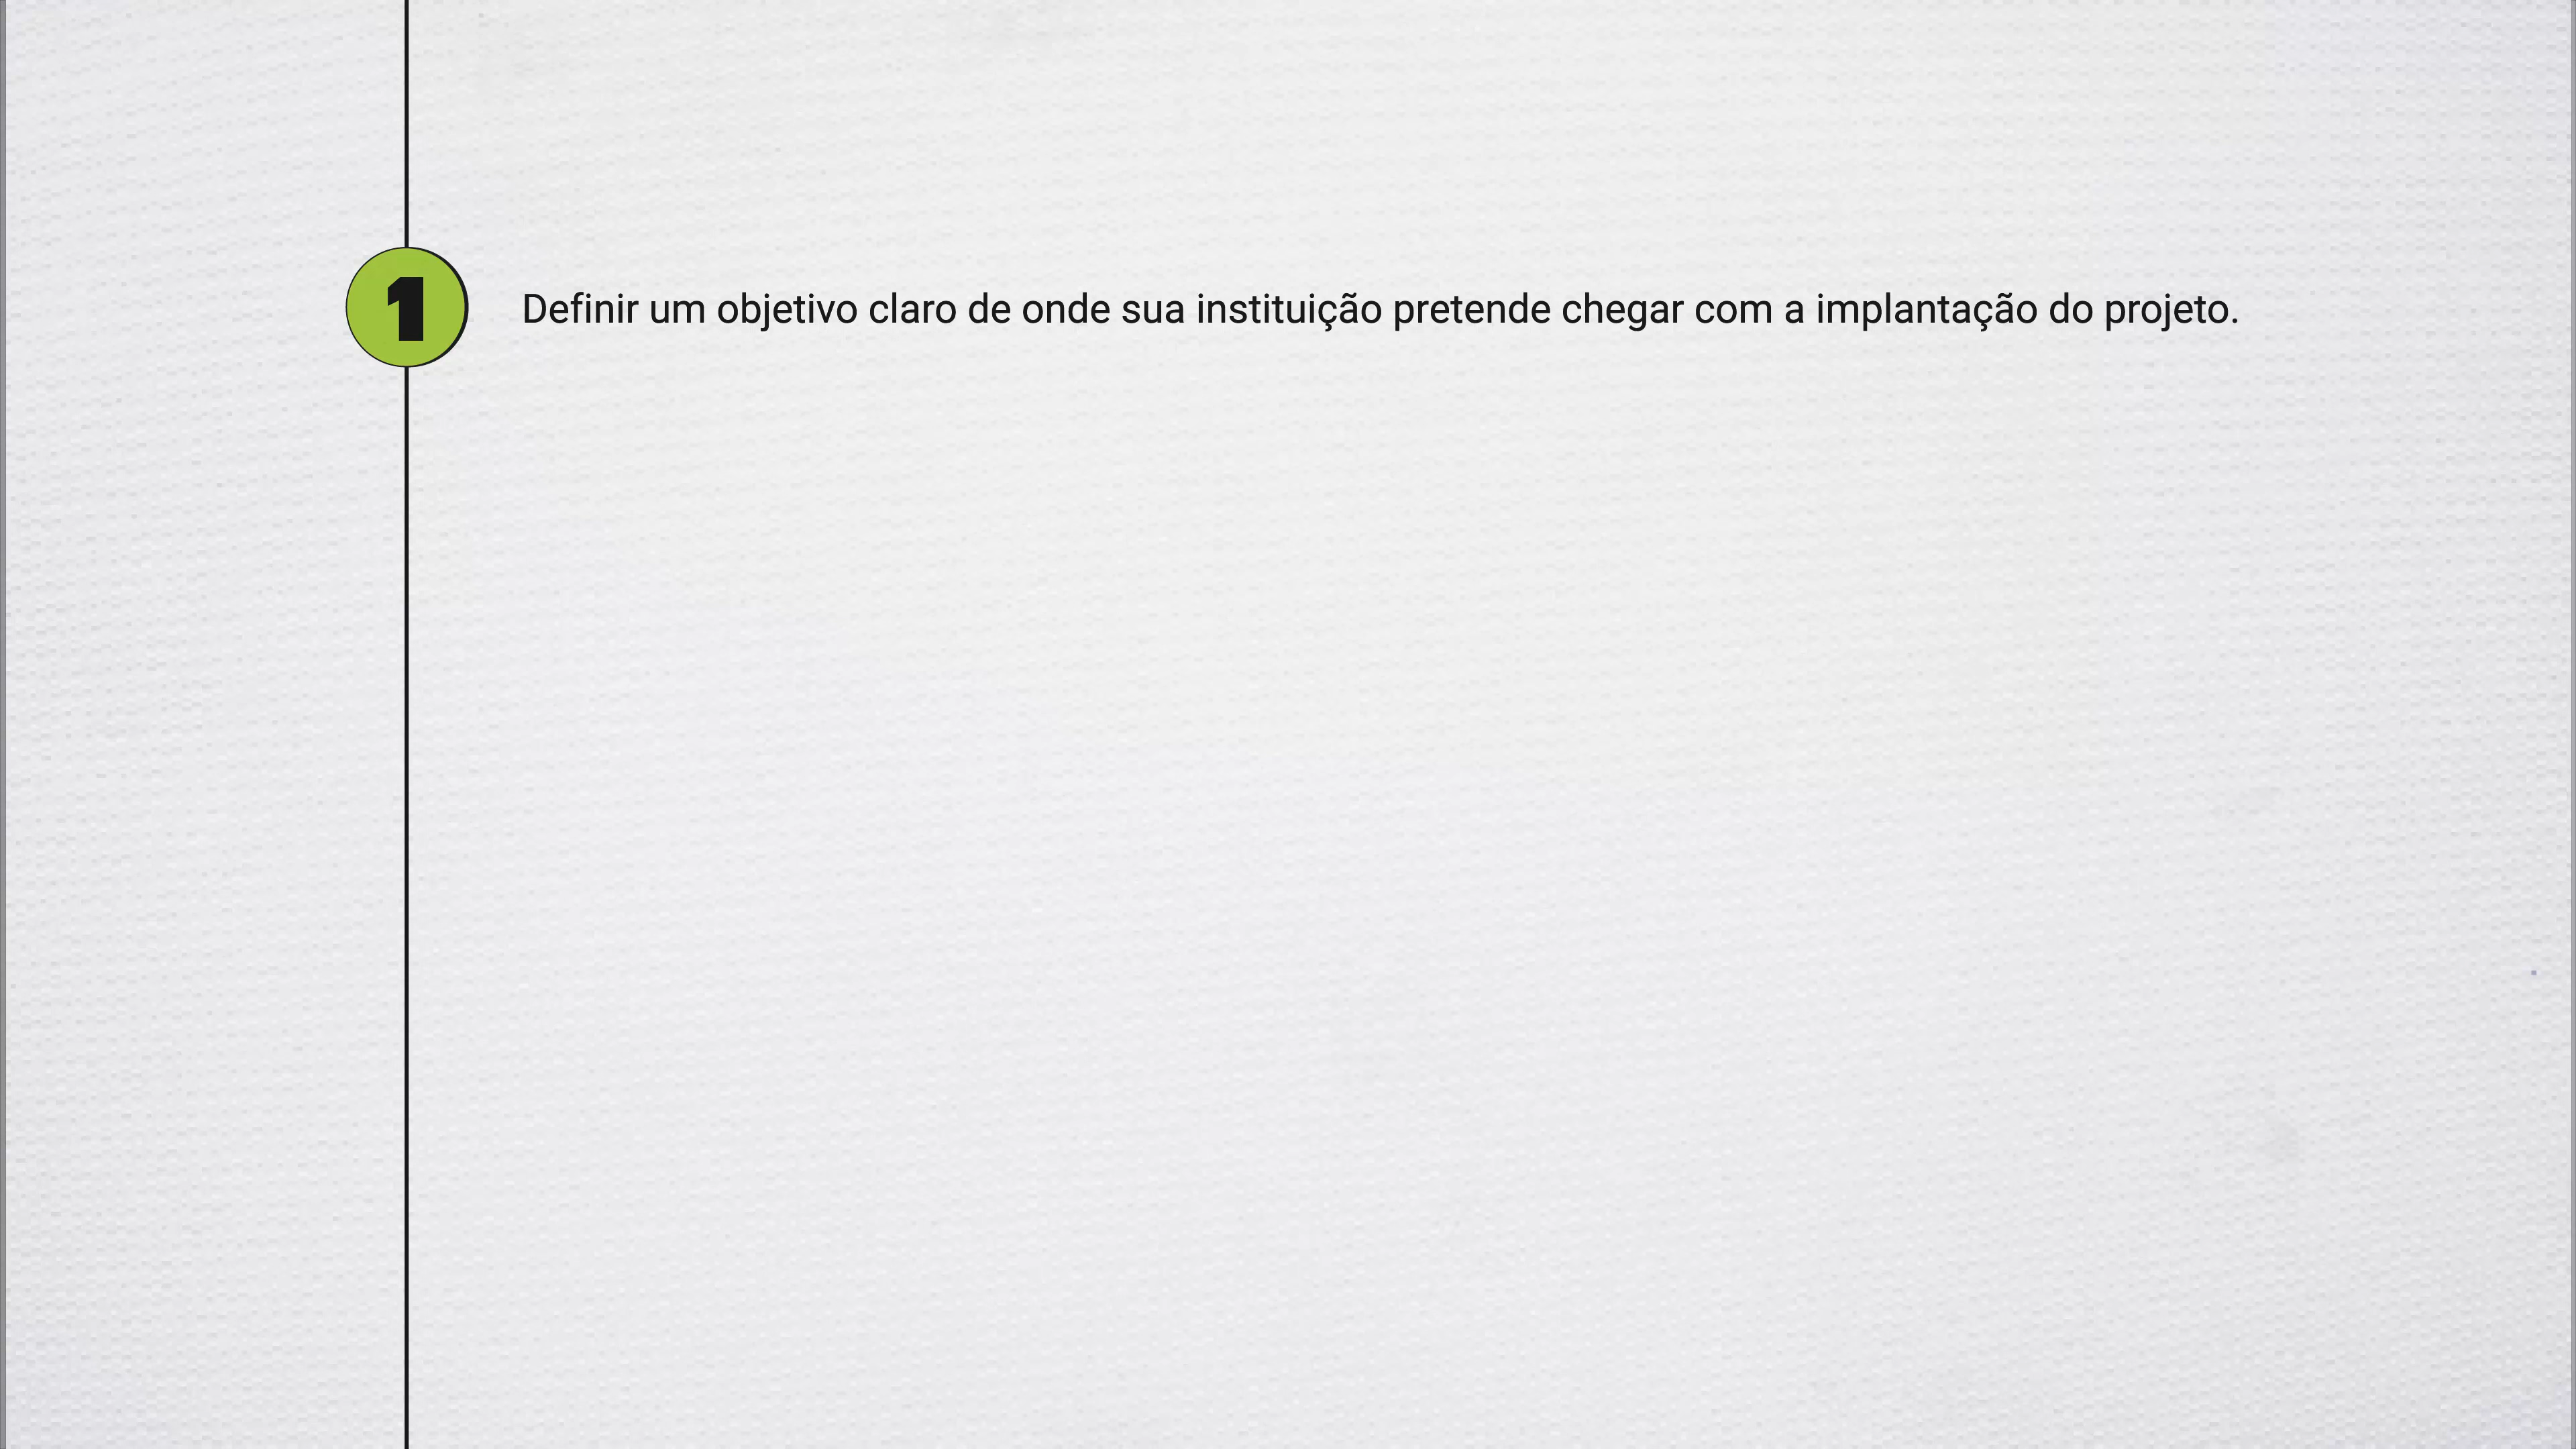 1
Definir um objetivo claro de onde sua instituição pretende chegar com a implantação do projeto.